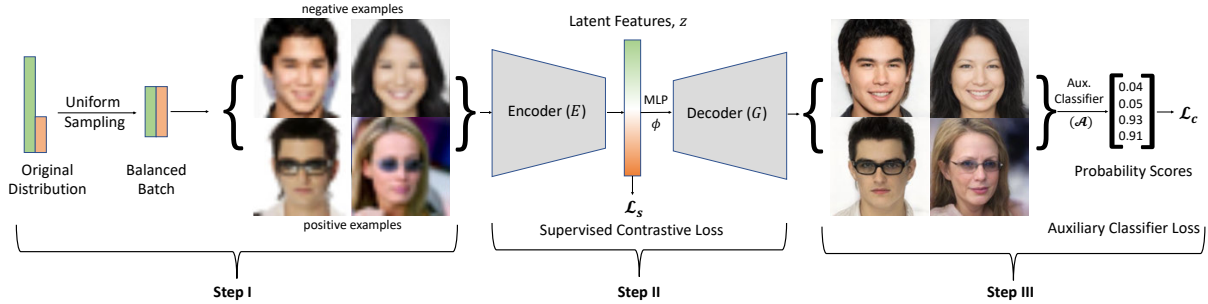 negative examples
Latent Features, z
Uniform
Sampling
Original
Distribution
Balanced
Batch
positive examples
Encoder (E)
MLP
ϕ
Decoder (G)
ℒs
Supervised Contrastive Loss
Aux.
Classifier
(𝒜)
0.04
0.05
0.93
0.91
ℒc
Probability Scores
Auxiliary Classifier Loss
Step I
Step II
Step III